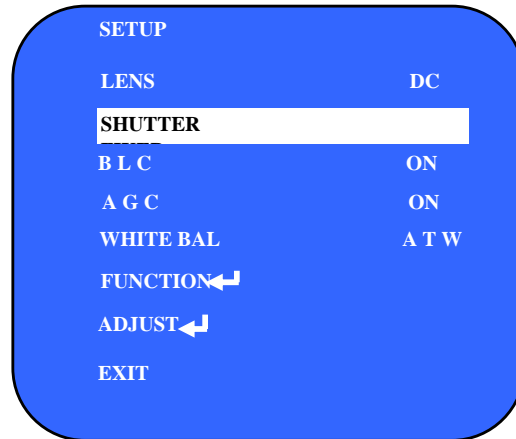 SETUP
LENS DC
SHUTTER
B L C ON
A G C ON
WHITE BAL A T W
FUNCTION
ADJUST
EXIT